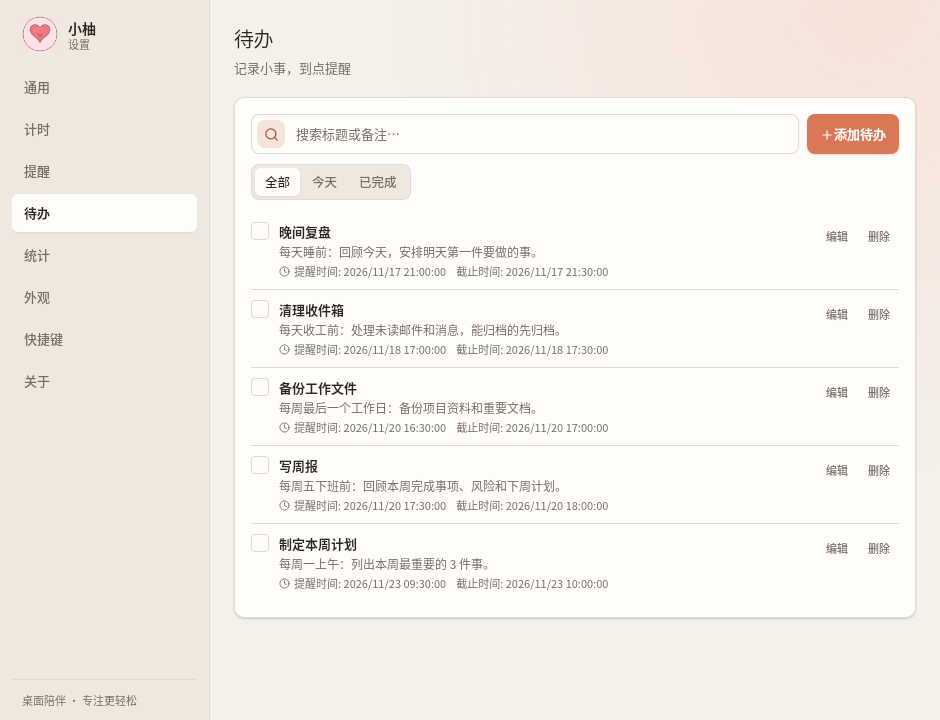 小柚
设置
通用
计时
提醒
待办
统计
外观
快捷键
关于
桌面陪伴 · 专注更轻松
待办
记录小事，到点提醒
搜索标题或备注…
+添加待办
全部 今天 已完成
晚间复盘
每天睡前：回顾今天，安排明天第一件要做的事。
提醒时间: 2026/11/17 21:00:00 截止时间: 2026/11/17 21:30:00
编辑 删除
清理收件箱
每天收工前：处理未读邮件和消息，能归档的先归档。
提醒时间: 2026/11/18 17:00:00 截止时间: 2026/11/18 17:30:00
编辑 删除
备份工作文件
每周最后一个工作日：备份项目资料和重要文档。
提醒时间: 2026/11/20 16:30:00 截止时间: 2026/11/20 17:00:00
编辑 删除
写周报
每周五下班前：回顾本周完成事项、风险和下周计划。
提醒时间: 2026/11/20 17:30:00 截止时间: 2026/11/20 18:00:00
编辑 删除
制定本周计划
每周一上午：列出本周最重要的 3 件事。
提醒时间: 2026/11/23 09:30:00 截止时间: 2026/11/23 10:00:00
编辑 删除